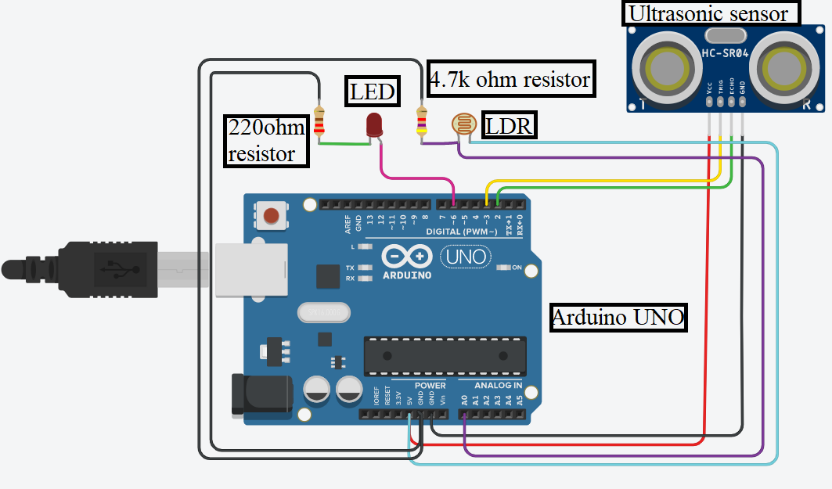 Ultrasonic sensor
HC-SR04
VCC
TRIG
ECHO
GND
T
R
4.7k ohm resistor
LED
LDR
220ohm
resistor
AREF
GND
13
12
~11
~10
~9
8
7
~6
~5
4
~3
2
TX→1
RX←0
DIGITAL (PWM~)
L
TX
RX
ARDUINO
UNO
ON
Arduino UNO
POWER
ANALOG IN
IOREF
RESET
3.3V
5V
GND
GND
Vin
A0
A1
A2
A3
A4
A5